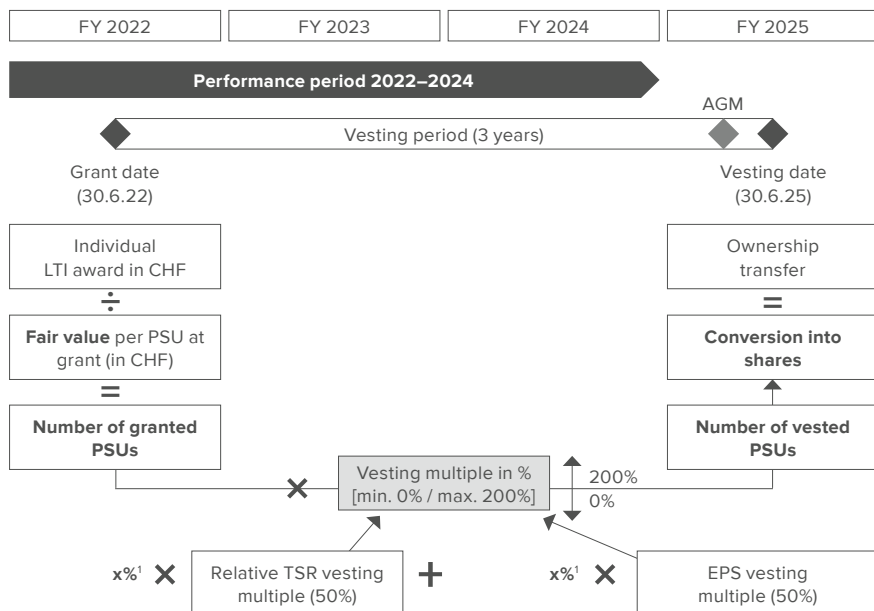 FY 2022
FY 2023
FY 2024
FY 2025
Performance period 2022–2024
AGM
Vesting period (3 years)
Grant date
(30.6.22)
Vesting date
(30.6.25)
Individual
LTI award in CHF
Ownership
transfer
÷
=
Fair value per PSU at
grant (in CHF)
Conversion into
shares
=
Number of granted
PSUs
Number of vested
PSUs
Vesting multiple in %
[min. 0% / max. 200%]
200%
0%
×
x%¹ ×
Relative TSR vesting
multiple (50%)
+
x%¹ ×
EPS vesting
multiple (50%)